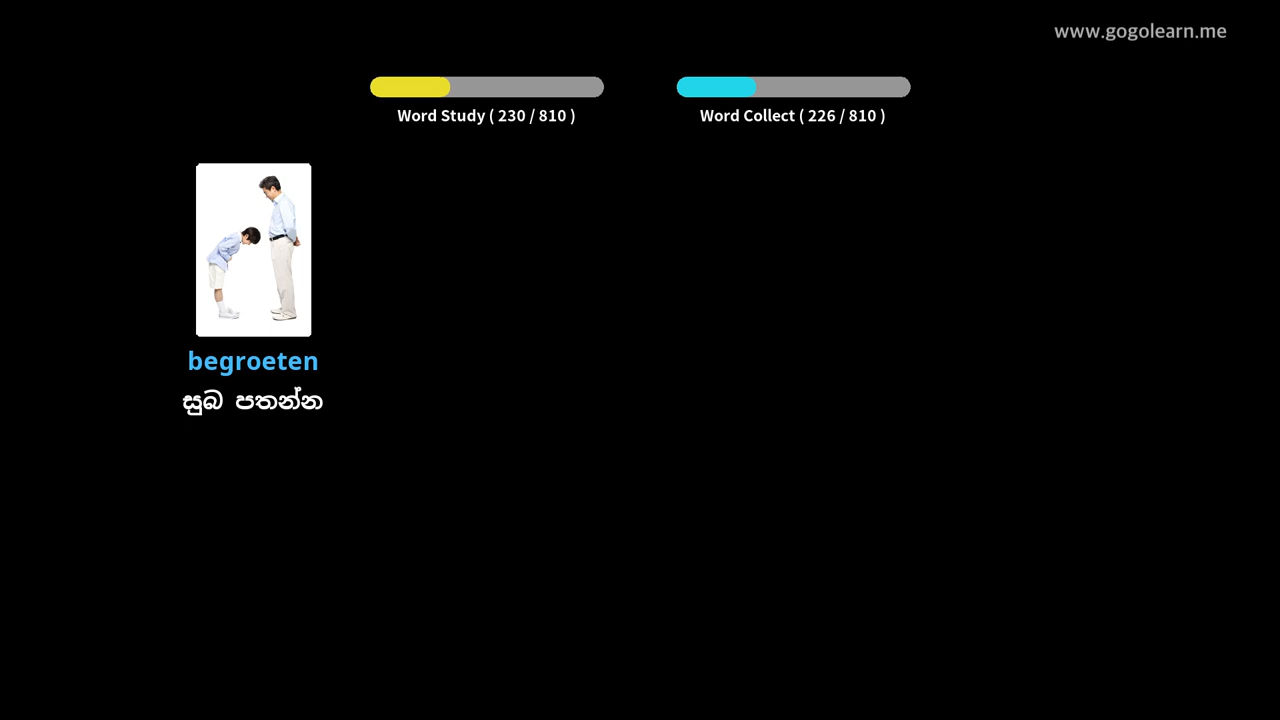 www.gogolearn.me
Word Study ( 230 / 810 )
Word Collect ( 226 / 810 )
begroeten
සුබ පතන්න